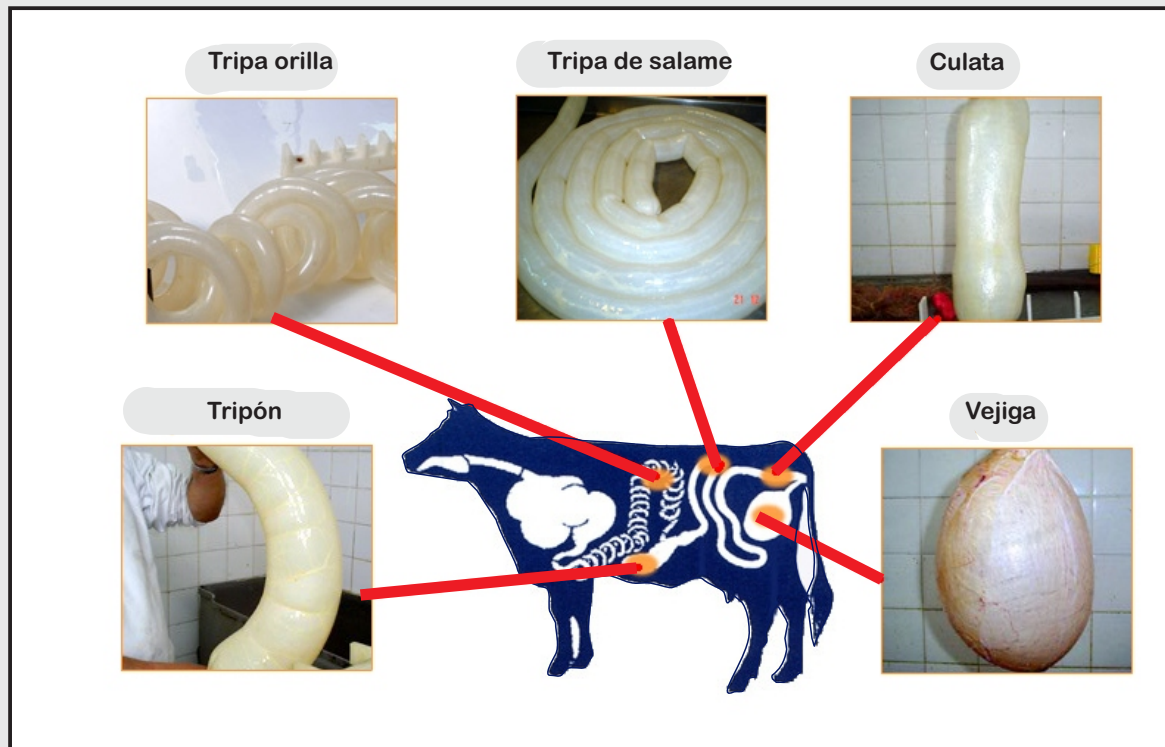 Tripa orilla
Tripa de salame
Culata
Tripón
Vejiga